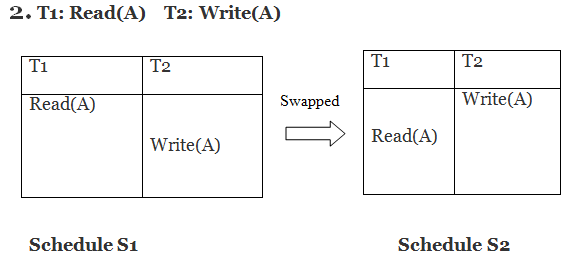 2. T1: Read(A) T2: Write(A)
T1 T2
Read(A)
Write(A)
Swapped
T1 T2
Write(A)
Read(A)
Schedule S1
Schedule S2